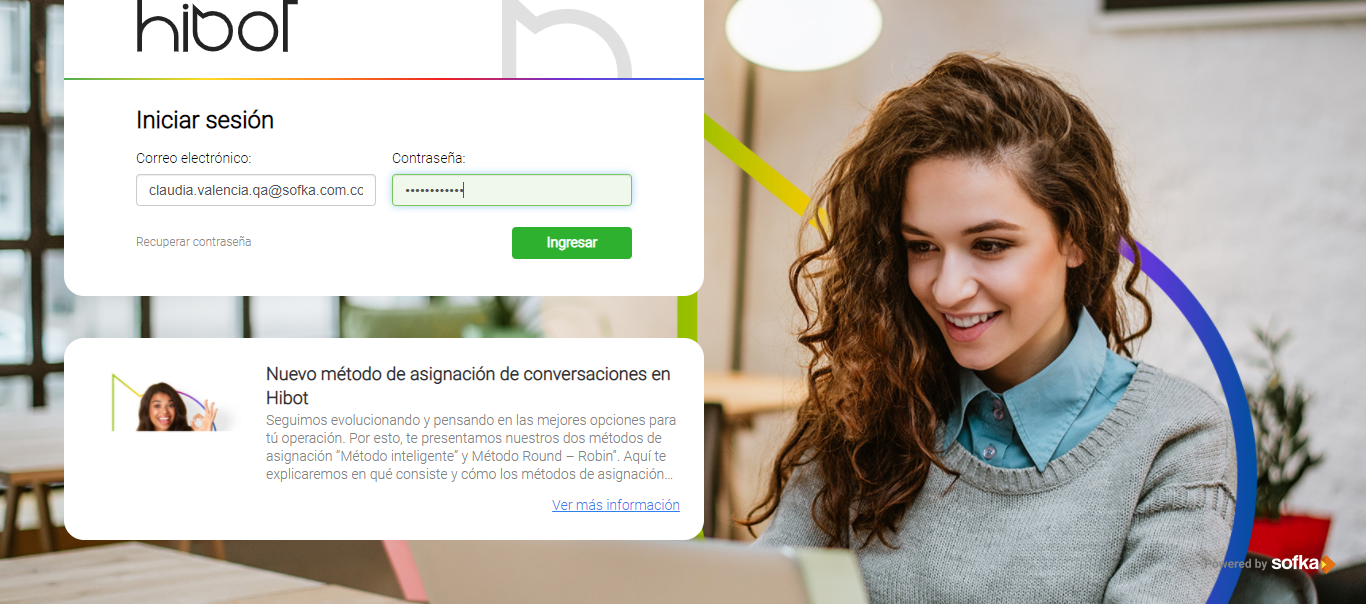 hibot
Iniciar sesión
Correo electrónico:
Contraseña:
claudia.valencia.qa@sofka.com.cc
Recuperar contraseña
Ingresar
Nuevo método de asignación de conversaciones en
Hibot
Seguimos evolucionando y pensando en las mejores opciones para
tú operación. Por esto, te presentamos nuestros dos métodos de
asignación “Método inteligente” y Método Round – Robin”. Aquí te
explicaremos en qué consiste y cómo los métodos de asignación...
Ver más información
Powered by sofka